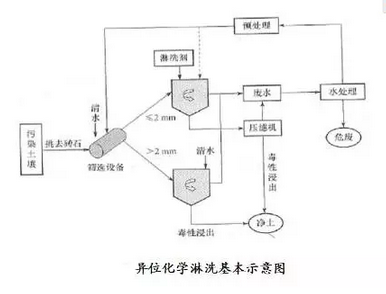 预处理
淋洗剂
清水
废水
水处理
≤2 mm
污染土壤
挑去砖石
压滤机
危废
筛选设备
>2 mm
清水
毒性浸出
毒性浸出
净土
异位化学淋洗基本示意图